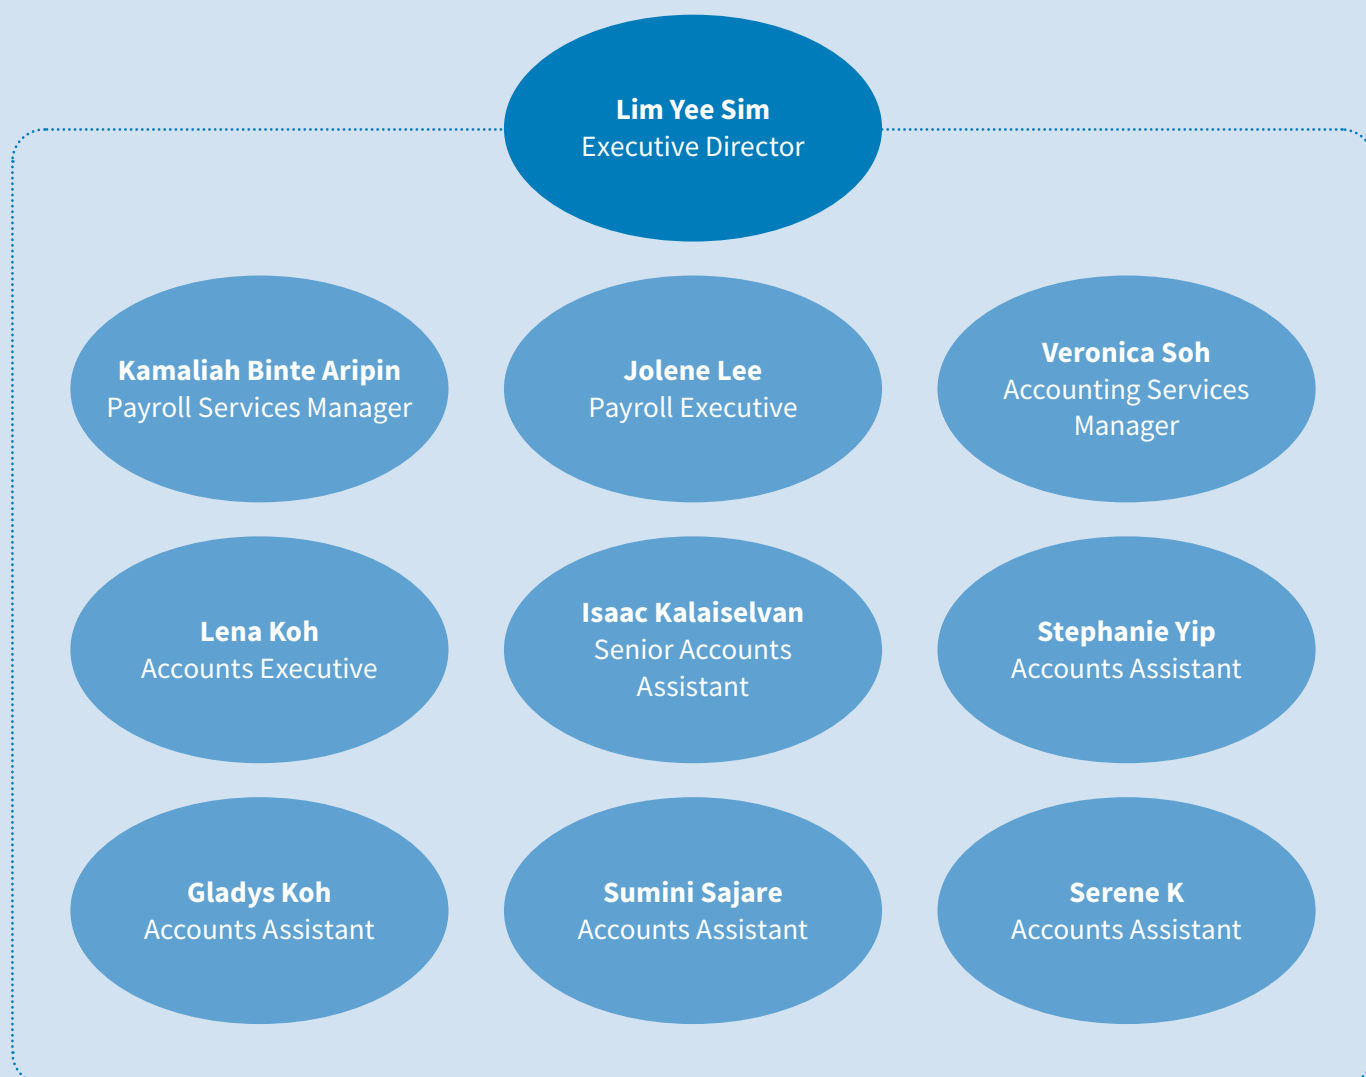 Lim Yee Sim
Executive Director
Kamaliah Binte Aripin
Payroll Services Manager
Jolene Lee
Payroll Executive
Veronica Soh
Accounting Services
Manager
Lena Koh
Accounts Executive
Isaac Kalaiselvan
Senior Accounts
Assistant
Stephanie Yip
Accounts Assistant
Gladys Koh
Accounts Assistant
Sumini Sajare
Accounts Assistant
Serene K
Accounts Assistant